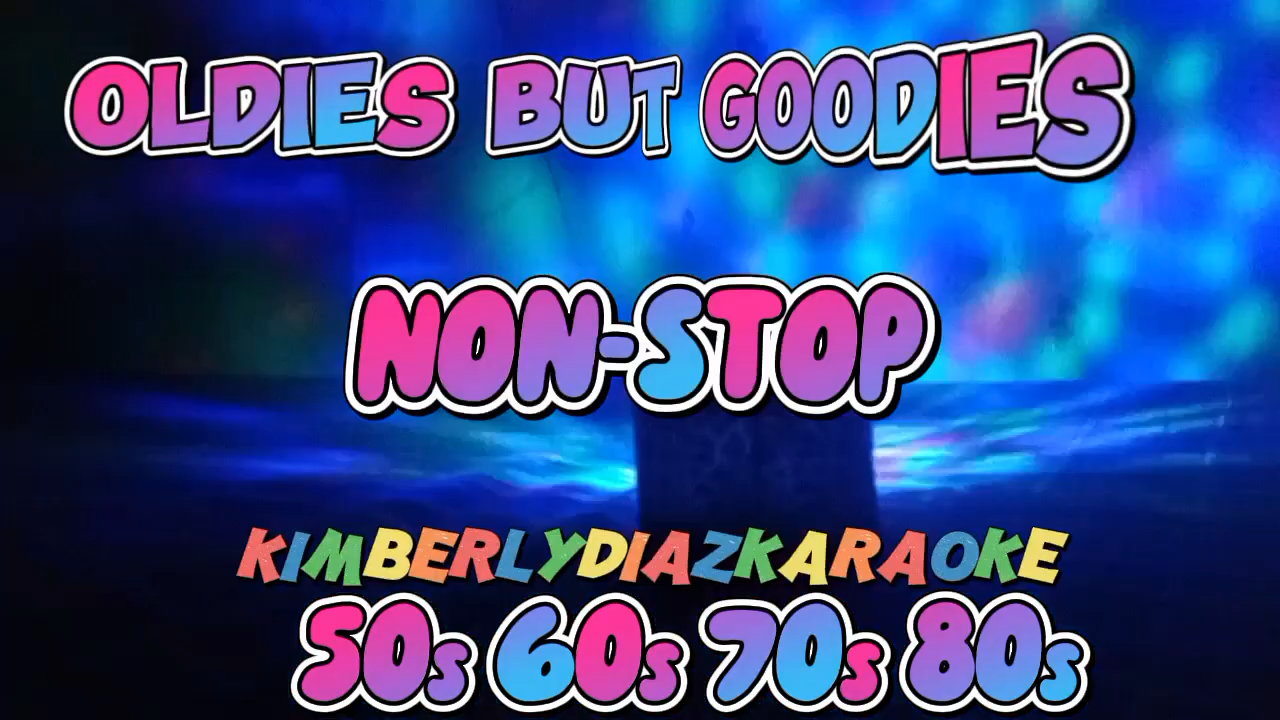 OLDIES BUT GOODIES
NON-STOP
KIMBERLYDIAZKARAOKE
50s 60s 70s 80s